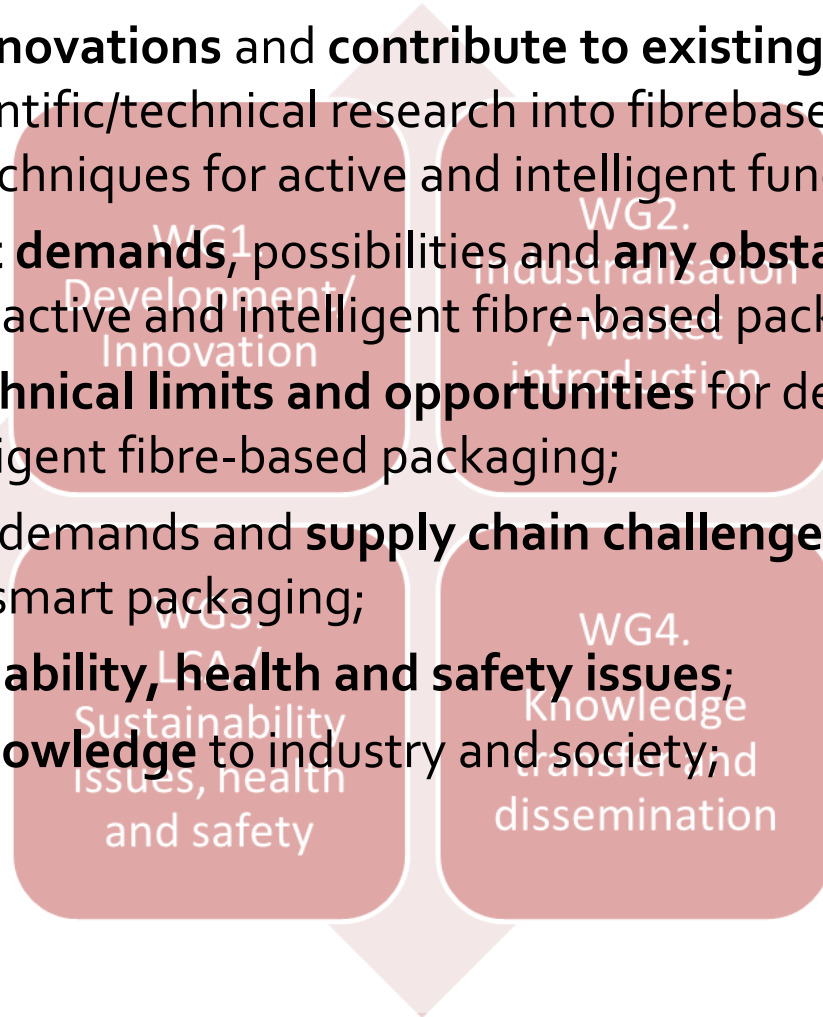 novations and contribute to existing
ntific/technical research into fibrebase
chniques for active and intelligent fun
t demands, possibilities and any obsta
active and intelligent fibre-based pack
hnical limits and opportunities for de
igent fibre-based packaging;
demands and supply chain challenge
smart packaging;
ability, health and safety issues;
owledge to industry and society;
WG1.
Development/
Innovation
WG2.
Industrialisation
/ Market
introduction
WG3.
LCA /
Sustainability
issues, health
and safety
WG4.
Knowledge
transfer and
dissemination